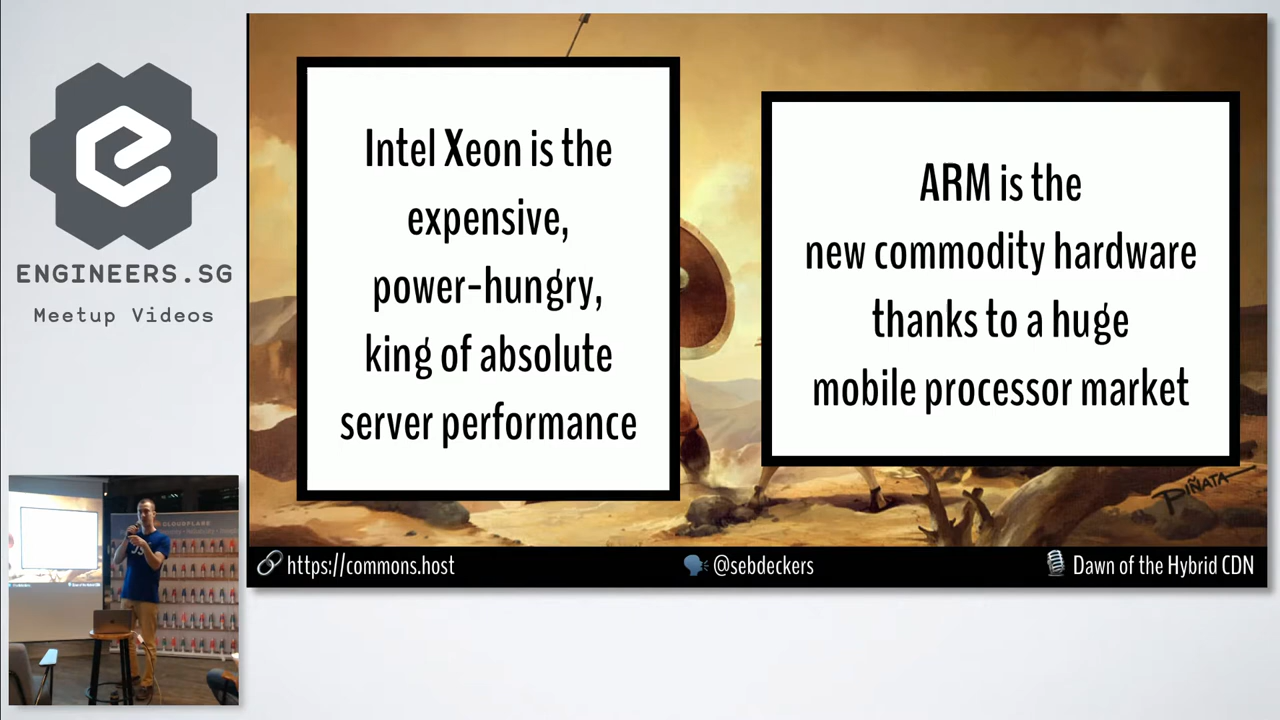 ENGINEERS.SG
Meetup Videos
Intel Xeon is the
expensive,
power-hungry,
king of absolute
server performance
ARM is the
new commodity hardware
thanks to a huge
mobile processor market
PIÑATA
https://commons.host
@sebdeckers
Dawn of the Hybrid CDN
CLOUDFLARE
JS